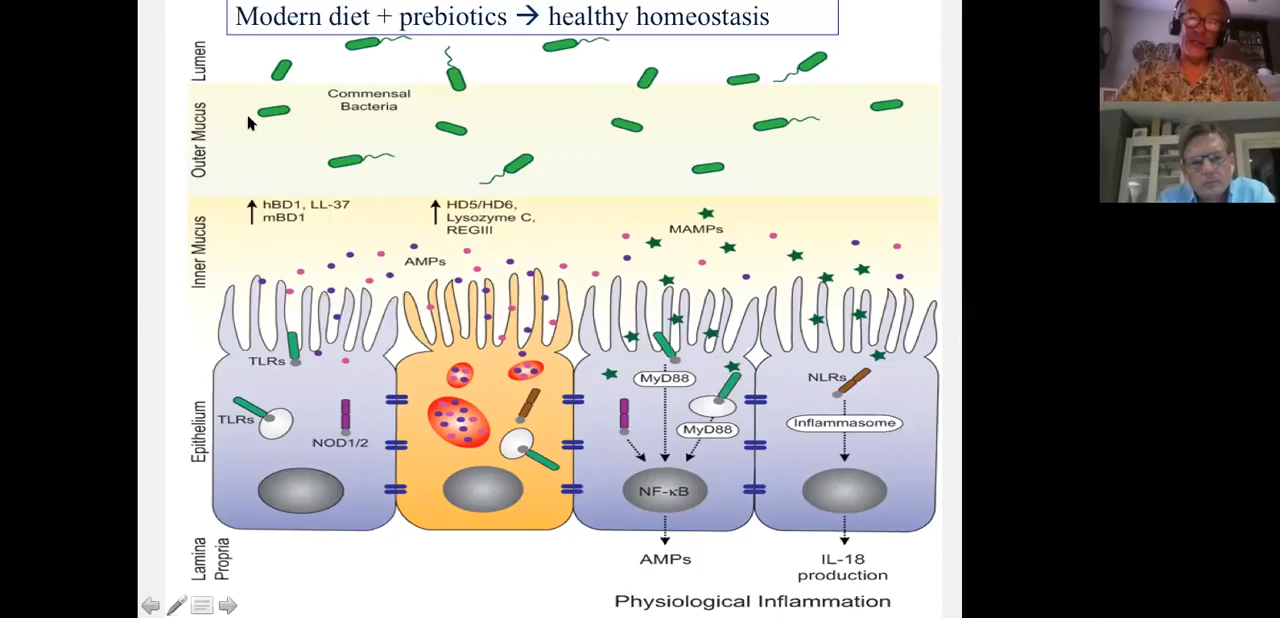 Modern diet + prebiotics → healthy homeostasis
Lumen
Commensal
Bacteria
Outer Mucus
hBD1, LL-37
mBD1
HD5/HD6,
Lysozyme C,
REGIII
MAMPs
AMPs
Inner Mucus
TLRs
MyD88
NLRs
TLRs
NOD1/2
MyD88
Inflammasome
Epithelium
NF-κB
Lamina
Propria
AMPs
IL-18
production
Physiological Inflammation